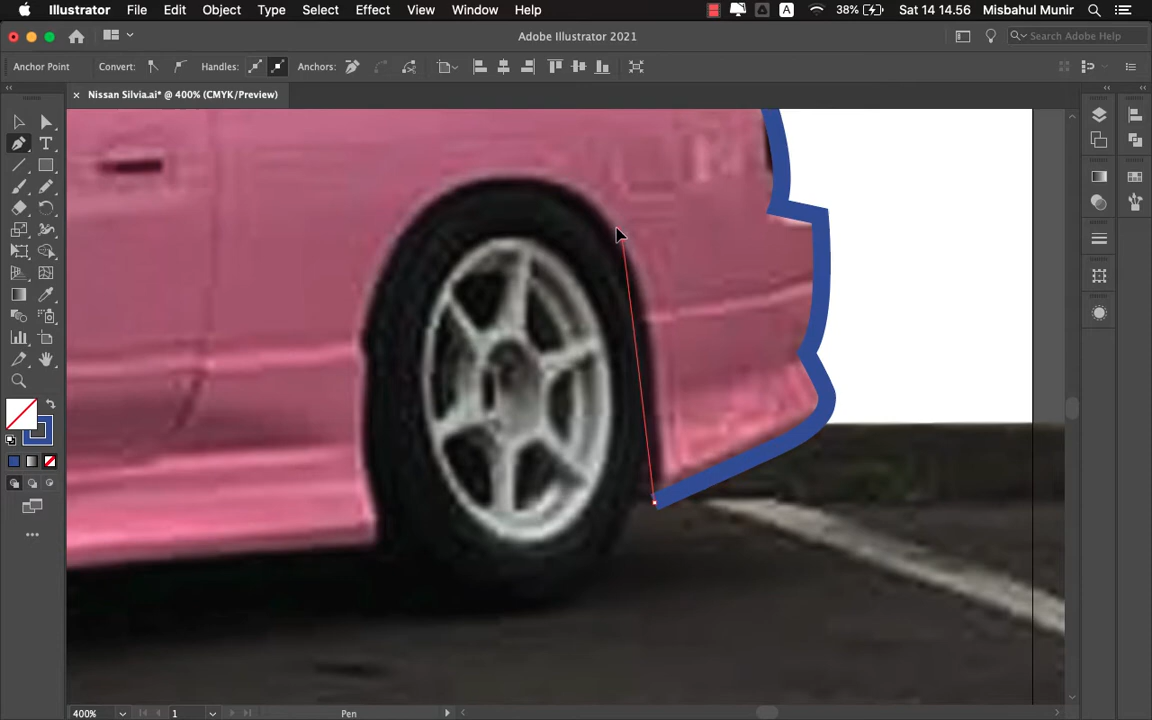 Illustrator File Edit Object Type Select Effect View Window Help A 38% Sat 14 14.56 Misbahul Munir
Adobe Illustrator 2021 Search Adobe Help
Anchor Point Convert: Handles: Anchors:
× Nissan Silvia.ai* @ 400% (CMYK/Preview)
T
400% 1 Pen